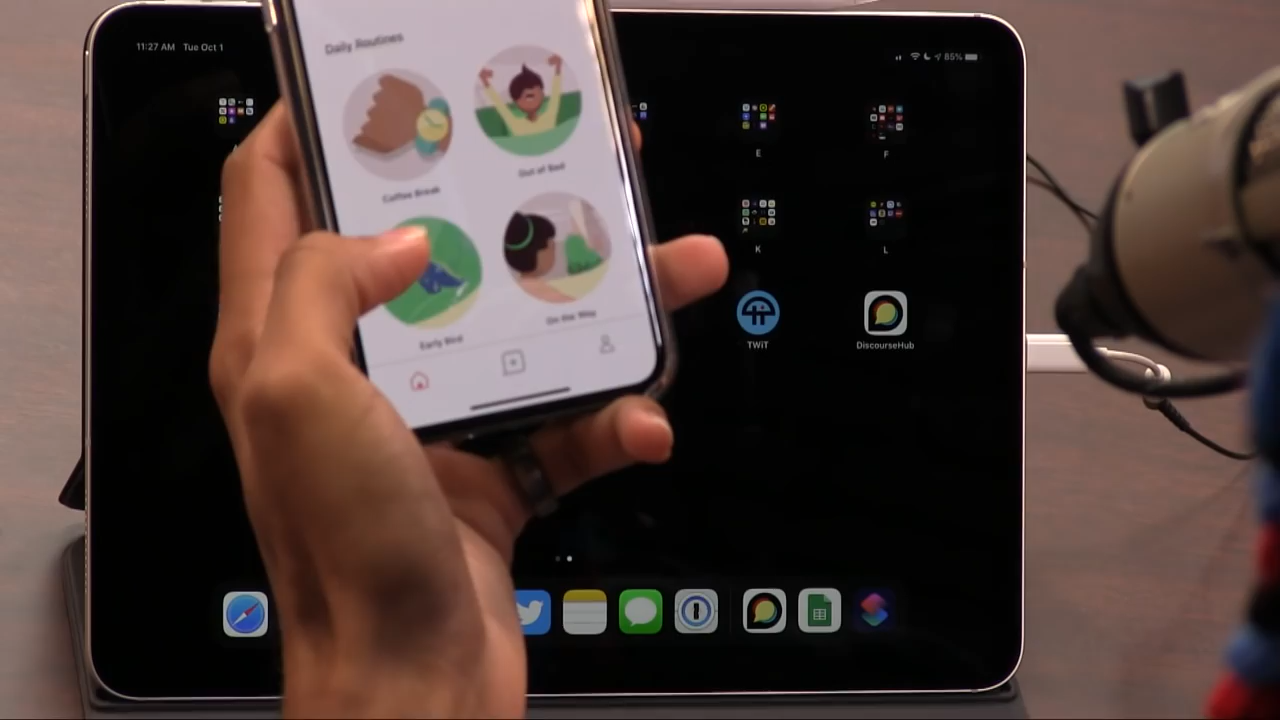 11:27 AM Tue Oct 1
85%
Daily Routines
Coffee Break
Out of Bed
Early Bird
On the Way
E
F
K
L
TWiT
DiscourseHub